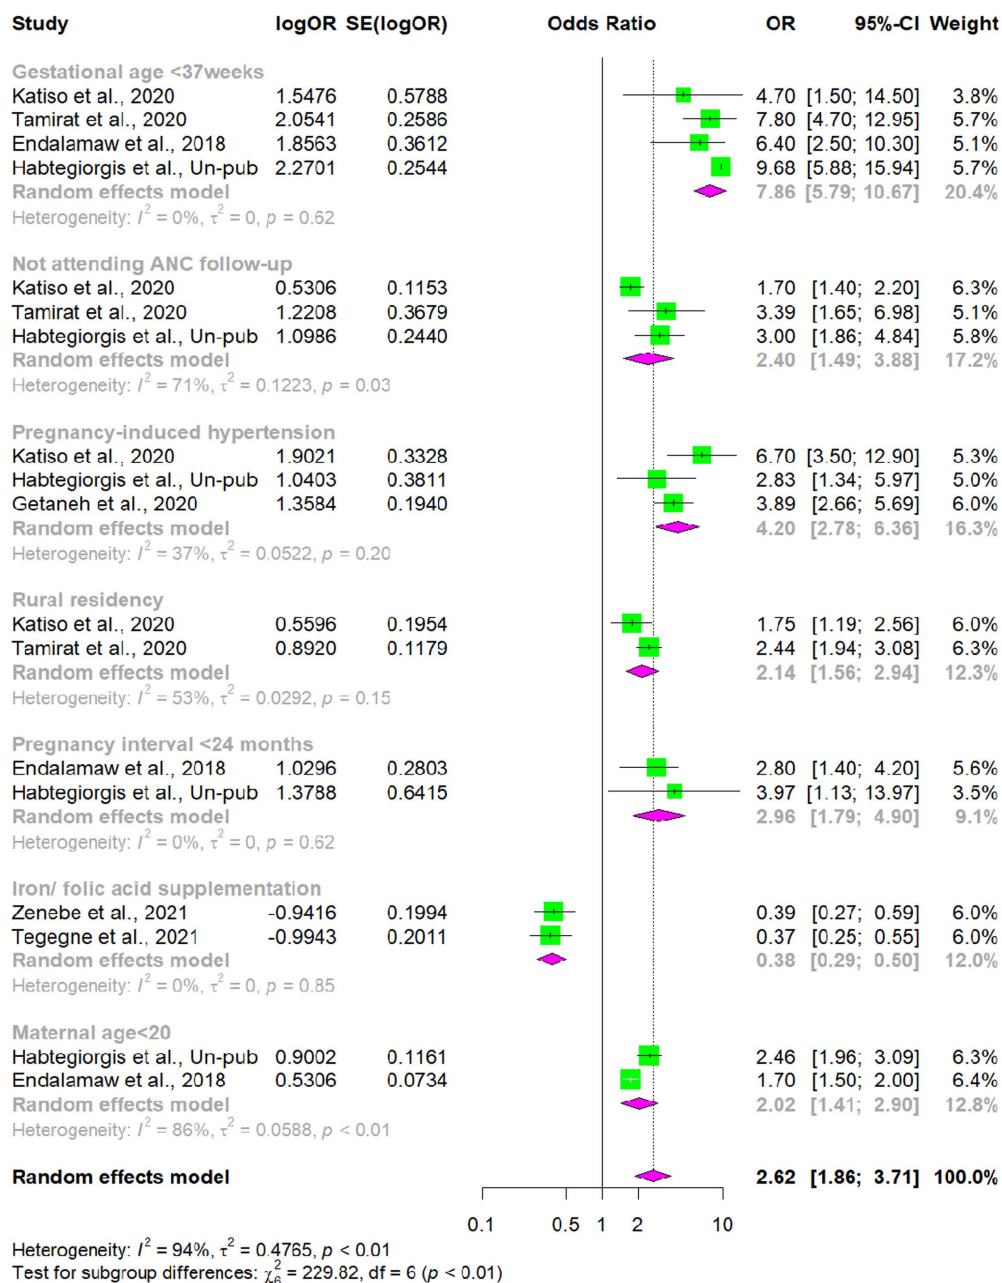 Study logOR SE(logOR) Odds Ratio OR 95%-CI Weight
Gestational age <37weeks
Katiso et al., 2020 1.5476 0.5788 4.70 [1.50; 14.50] 3.8%
Tamirat et al., 2020 2.0541 0.2586 7.80 [4.70; 12.95] 5.7%
Endalamaw et al., 2018 1.8563 0.3612 6.40 [2.50; 10.30] 5.1%
Habtegiorgis et al., Un-pub 2.2701 0.2544 9.68 [5.88; 15.94] 5.7%
Random effects model 7.86 [5.79; 10.67] 20.4%
Heterogeneity: I² = 0%, τ² = 0, p = 0.62
Not attending ANC follow-up
Katiso et al., 2020 0.5306 0.1153 1.70 [1.40; 2.20] 6.3%
Tamirat et al., 2020 1.2208 0.3679 3.39 [1.65; 6.98] 5.1%
Habtegiorgis et al., Un-pub 1.0986 0.2440 3.00 [1.86; 4.84] 5.8%
Random effects model 2.40 [1.49; 3.88] 17.2%
Heterogeneity: I² = 71%, τ² = 0.1223, p = 0.03
Pregnancy-induced hypertension
Katiso et al., 2020 1.9021 0.3328 6.70 [3.50; 12.90] 5.3%
Habtegiorgis et al., Un-pub 1.0403 0.3811 2.83 [1.34; 5.97] 5.0%
Getaneh et al., 2020 1.3584 0.1940 3.89 [2.66; 5.69] 6.0%
Random effects model 4.20 [2.78; 6.36] 16.3%
Heterogeneity: I² = 37%, τ² = 0.0522, p = 0.20
Rural residency
Katiso et al., 2020 0.5596 0.1954 1.75 [1.19; 2.56] 6.0%
Tamirat et al., 2020 0.8920 0.1179 2.44 [1.94; 3.08] 6.3%
Random effects model 2.14 [1.56; 2.94] 12.3%
Heterogeneity: I² = 53%, τ² = 0.0292, p = 0.15
Pregnancy interval <24 months
Endalamaw et al., 2018 1.0296 0.2803 2.80 [1.40; 4.20] 5.6%
Habtegiorgis et al., Un-pub 1.3788 0.6415 3.97 [1.13; 13.97] 3.5%
Random effects model 2.96 [1.79; 4.90] 9.1%
Heterogeneity: I² = 0%, τ² = 0, p = 0.62
Iron/ folic acid supplementation
Zenebe et al., 2021 -0.9416 0.1994 0.39 [0.27; 0.59] 6.0%
Tegegne et al., 2021 -0.9943 0.2011 0.37 [0.25; 0.55] 6.0%
Random effects model 0.38 [0.29; 0.50] 12.0%
Heterogeneity: I² = 0%, τ² = 0, p = 0.85
Maternal age<20
Habtegiorgis et al., Un-pub 0.9002 0.1161 2.46 [1.96; 3.09] 6.3%
Endalamaw et al., 2018 0.5306 0.0734 1.70 [1.50; 2.00] 6.4%
Random effects model 2.02 [1.41; 2.90] 12.8%
Heterogeneity: I² = 86%, τ² = 0.0588, p < 0.01
Random effects model 2.62 [1.86; 3.71] 100.0%
0.1 0.5 1 2 10
Heterogeneity: I² = 94%, τ² = 0.4765, p < 0.01
Test for subgroup differences: χ²₆ = 229.82, df = 6 (p < 0.01)